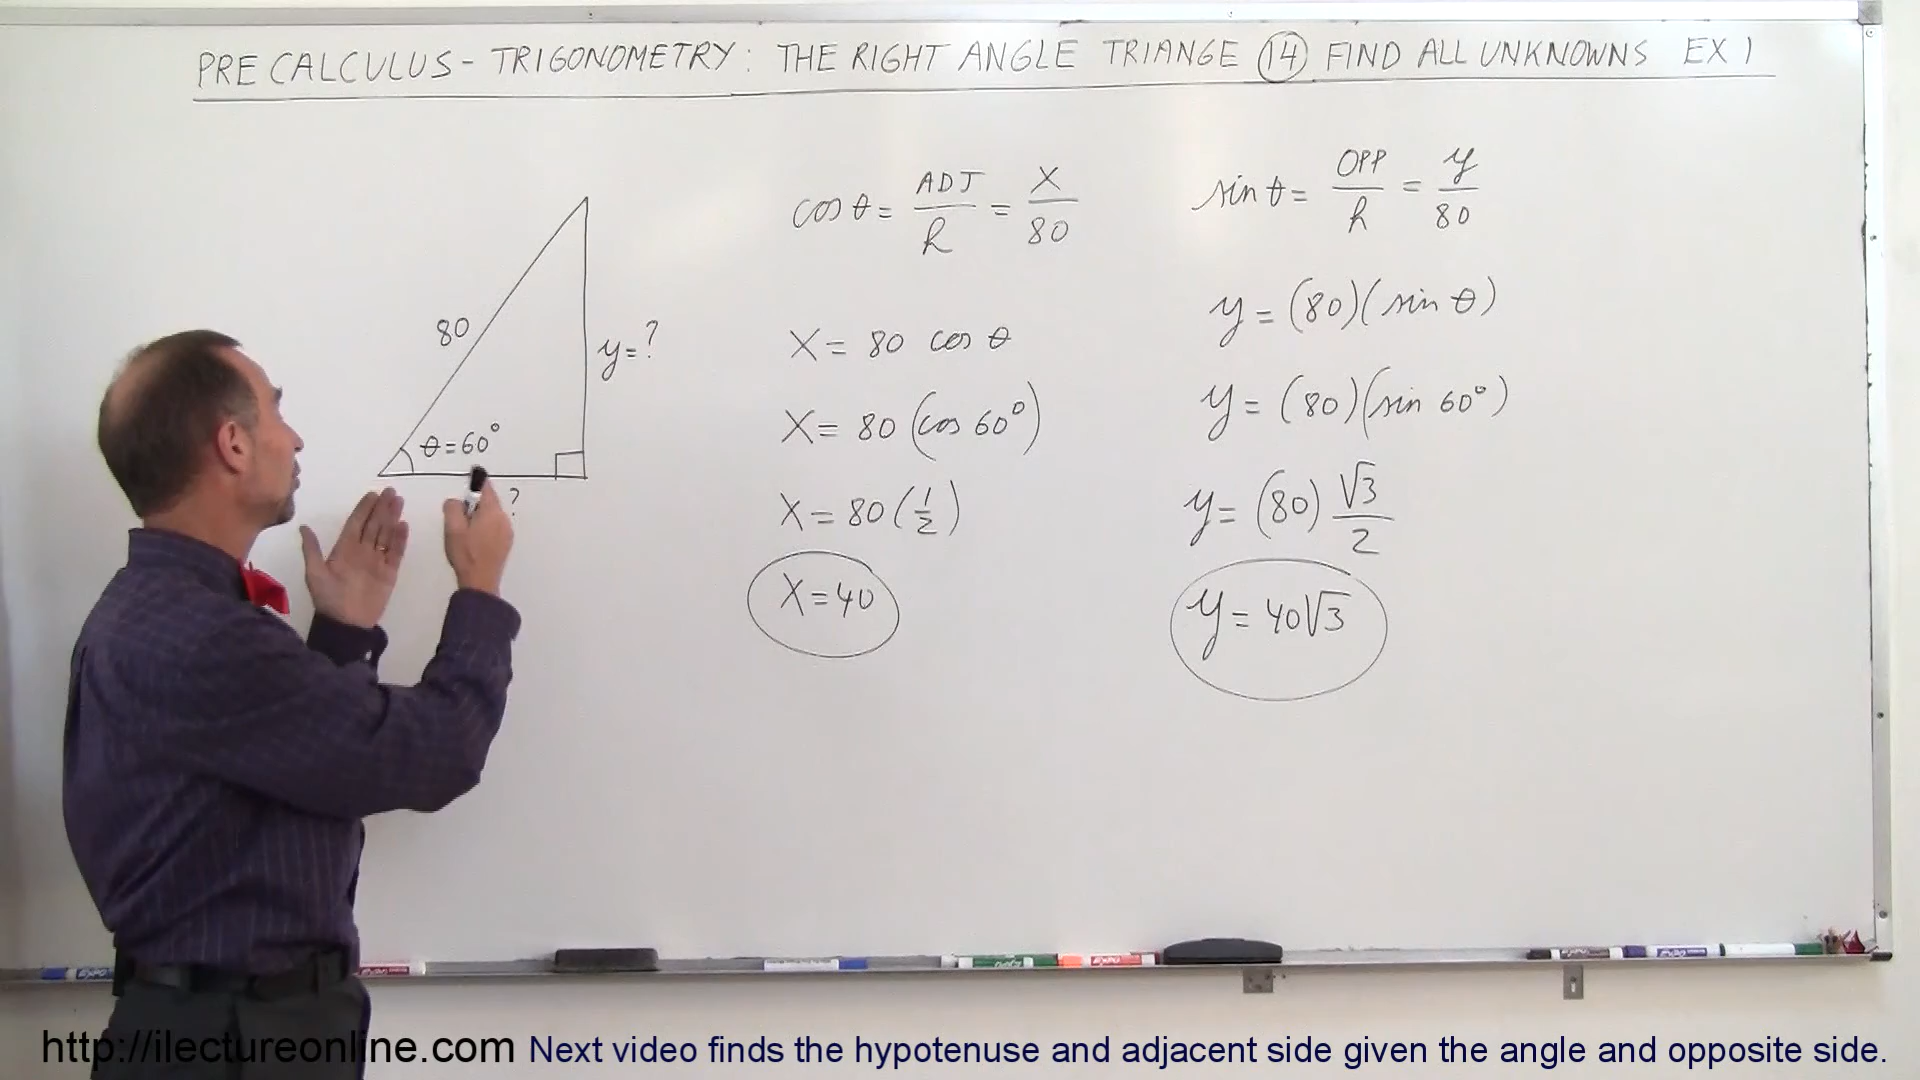 PRE CALCULUS - TRIGONOMETRY: THE RIGHT ANGLE TRIANGE 14 FIND ALL UNKNOWNS EX 1
80
y = ?
θ = 60°
?
cos θ = ADJ/h = X/80
X = 80 cos θ
X = 80 (cos 60°)
X = 80 (1/2)
X = 40
sin θ = OPP/h = y/80
y = (80)(sin θ)
y = (80)(sin 60°)
y = (80) √3/2
y = 40√3
EXPO
EXPO
http://ilectureonline.com Next video finds the hypotenuse and adjacent side given the angle and opposite side.